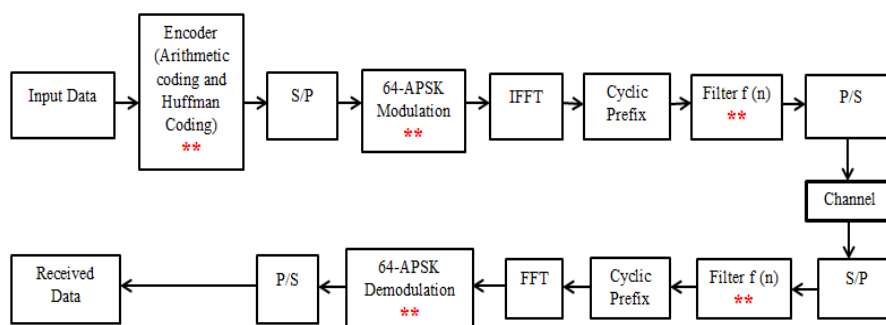 Input Data
Encoder
(Arithmetic
coding and
Huffman
Coding)
**
S/P
64-APSK
Modulation
**
IFFT
Cyclic
Prefix
Filter f (n)
**
P/S
Channel
S/P
Filter f (n)
**
Cyclic
Prefix
FFT
64-APSK
Demodulation
**
P/S
Received
Data